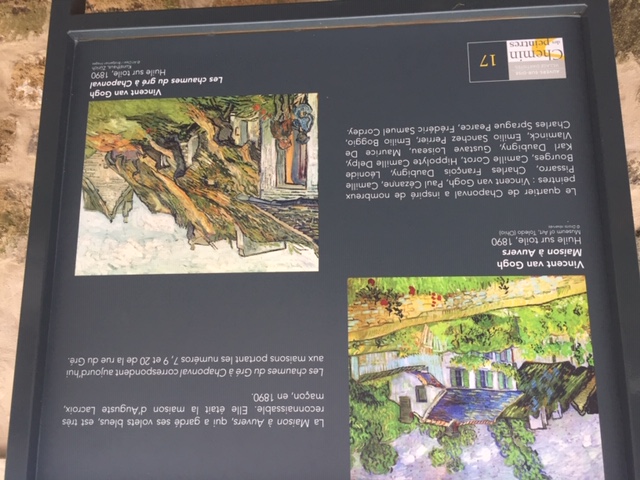 La Maison à Auvers, qui a gardé ses volets bleus, est très
reconnaissable. Elle était la maison d'Auguste Lacroix,
maçon, en 1890.
Les chaumes du Gré à Chaponval correspondent aujourd'hui
aux maisons portant les numéros 7, 9 et 20 de la rue du Gré.
Vincent van Gogh
Maison à Auvers
Huile sur toile, 1890
Museum of Art, Toledo (Ohio)
© Droits réservés
Le quartier de Chaponval a inspiré de nombreux
peintres : Vincent van Gogh, Paul Cézanne, Camille
Pissarro, Charles François Daubigny, Léonide
Bourges, Camille Corot, Hippolyte Camille Delpy,
Karl Daubigny, Gustave Loiseau, Maurice De
Vlaminck, Emilio Sanchez Perrier, Emilio Boggio,
Charles Sprague Pearce, Frédéric Samuel Cordey.
Vincent van Gogh
Les chaumes du gré à Chaponval
Huile sur toile, 1890
Kunsthaus, Zürich
Chemin
des peintres
17